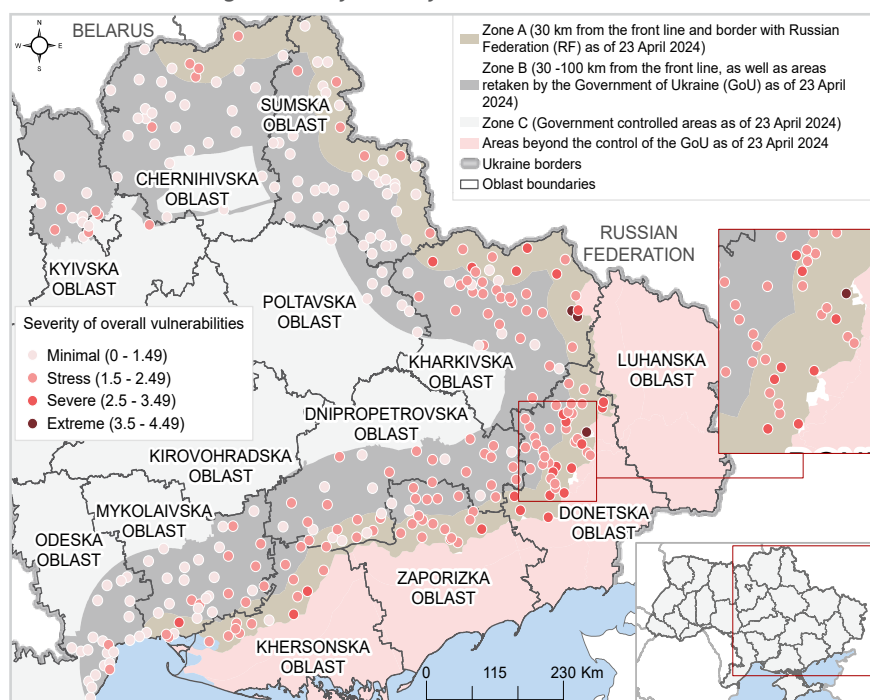 BELARUS
N
W
E
S
Zone A (30 km from the front line and border with Russian
Federation (RF) as of 23 April 2024)
Zone B (30 -100 km from the front line, as well as areas
retaken by the Government of Ukraine (GoU) as of 23 April
2024)
Zone C (Government controlled areas as of 23 April 2024)
Areas beyond the control of the GoU as of 23 April 2024
Ukraine borders
Oblast boundaries
SUMSKA
OBLAST
CHERNIHIVSKA
OBLAST
RUSSIAN
FEDERATION
KYIVSKA
OBLAST
POLTAVSKA
OBLAST
Severity of overall vulnerabilities
Minimal (0 - 1.49)
Stress (1.5 - 2.49)
Severe (2.5 - 3.49)
Extreme (3.5 - 4.49)
KHARKIVSKA
OBLAST
LUHANSKA
OBLAST
DNIPROPETROVSKA
OBLAST
KIROVOHRADSKA
OBLAST
MYKOLAIVSKA
OBLAST
ODESKA
OBLAST
DONETSKA
OBLAST
ZAPORIZKA
OBLAST
KHERSONSKA
OBLAST
0 115 230 Km